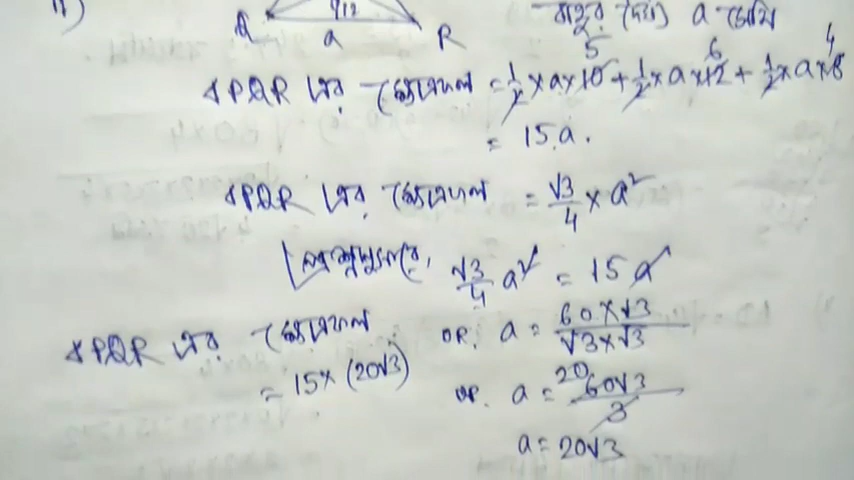 Q a R বাহুর দৈর্ঘ্য a সেমি
ΔPQR এর ক্ষেত্রফল = 1/2 × a × 10 + 1/2 × a × 12 + 1/2 × a × 8
5 6 4
= 15a.
ΔPQR এর ক্ষেত্রফল = √3/4 × a²
প্রশ্নানুসারে, √3/4 a² = 15 a
ΔPQR এর ক্ষেত্রফল or, a = 60×√3/√3×√3
= 15× (20√3) or, a = 20 60√3/3
a = 20√3